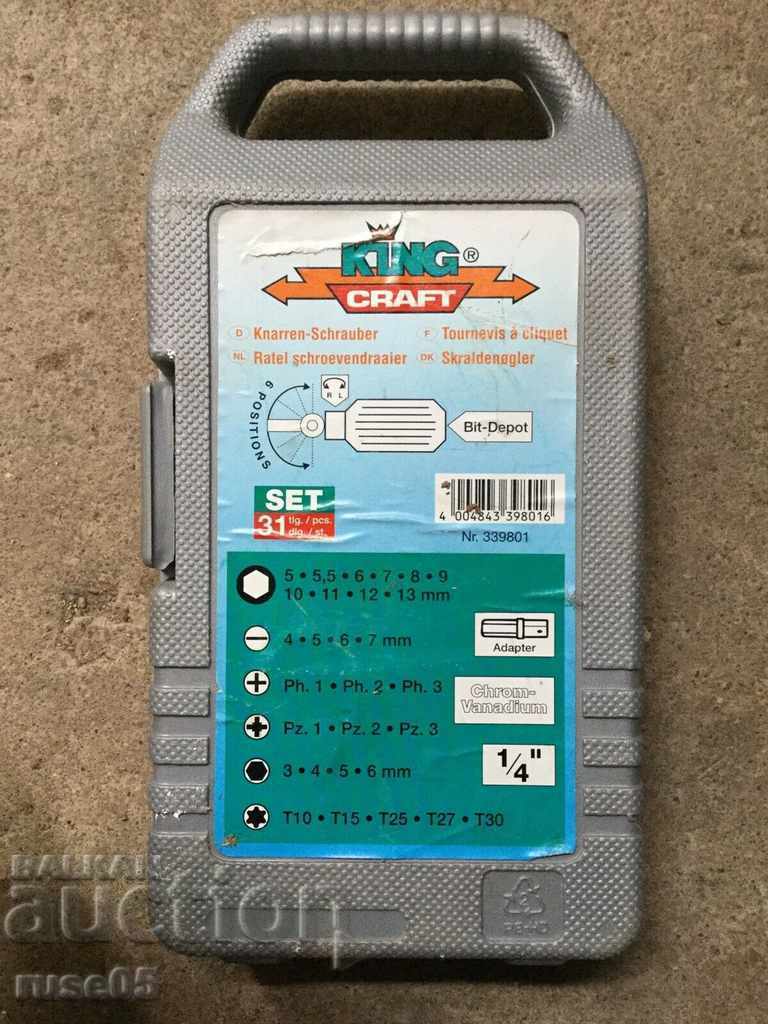 KING®
CRAFT
D Knarren-Schrauber
F Tournevis á cliquet
NL Ratel schroevendraaier
DK Skraldenøgler
6 POSITIONS
R L
Bit-Depot
SET
31 tlg. / pcs.
dlg. / st.
4 004843 398016
Nr. 339801
5 • 5,5 • 6 • 7 • 8 • 9
10 • 11 • 12 • 13 mm
4 • 5 • 6 • 7 mm
Adapter
Ph. 1 • Ph. 2 • Ph. 3
Chrom-
Vanadium
Pz. 1 • Pz. 2 • Pz. 3
1/4"
3 • 4 • 5 • 6 mm
T10 • T15 • T25 • T27 • T30
BALKAN
auction
ruse05